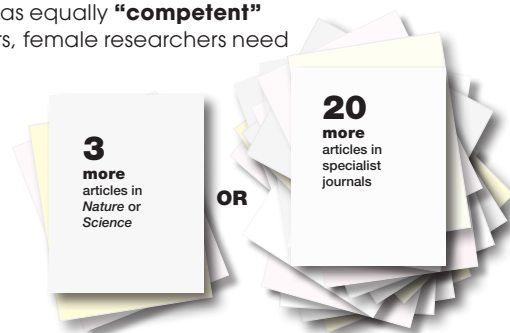 as equally "competent"
rs, female researchers need
3
more
articles in
Nature or
Science
OR
20
more
articles in
specialist
journals